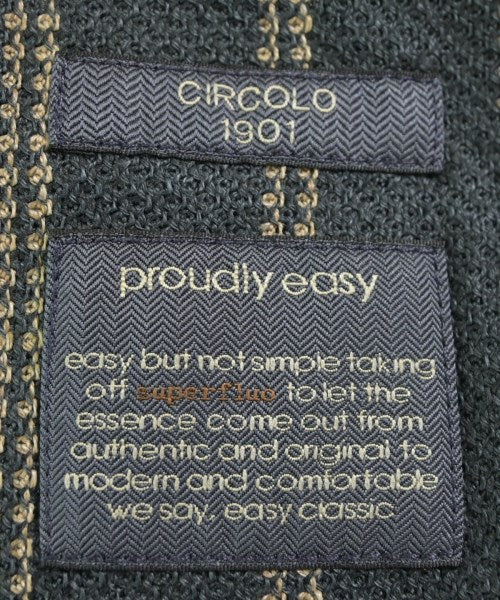 CIRCOLO
1901
proudly easy
easy but not simple taking
off superfluo to let the
essence come out from
authentic and original to
modern and comfortable
we say, easy classic